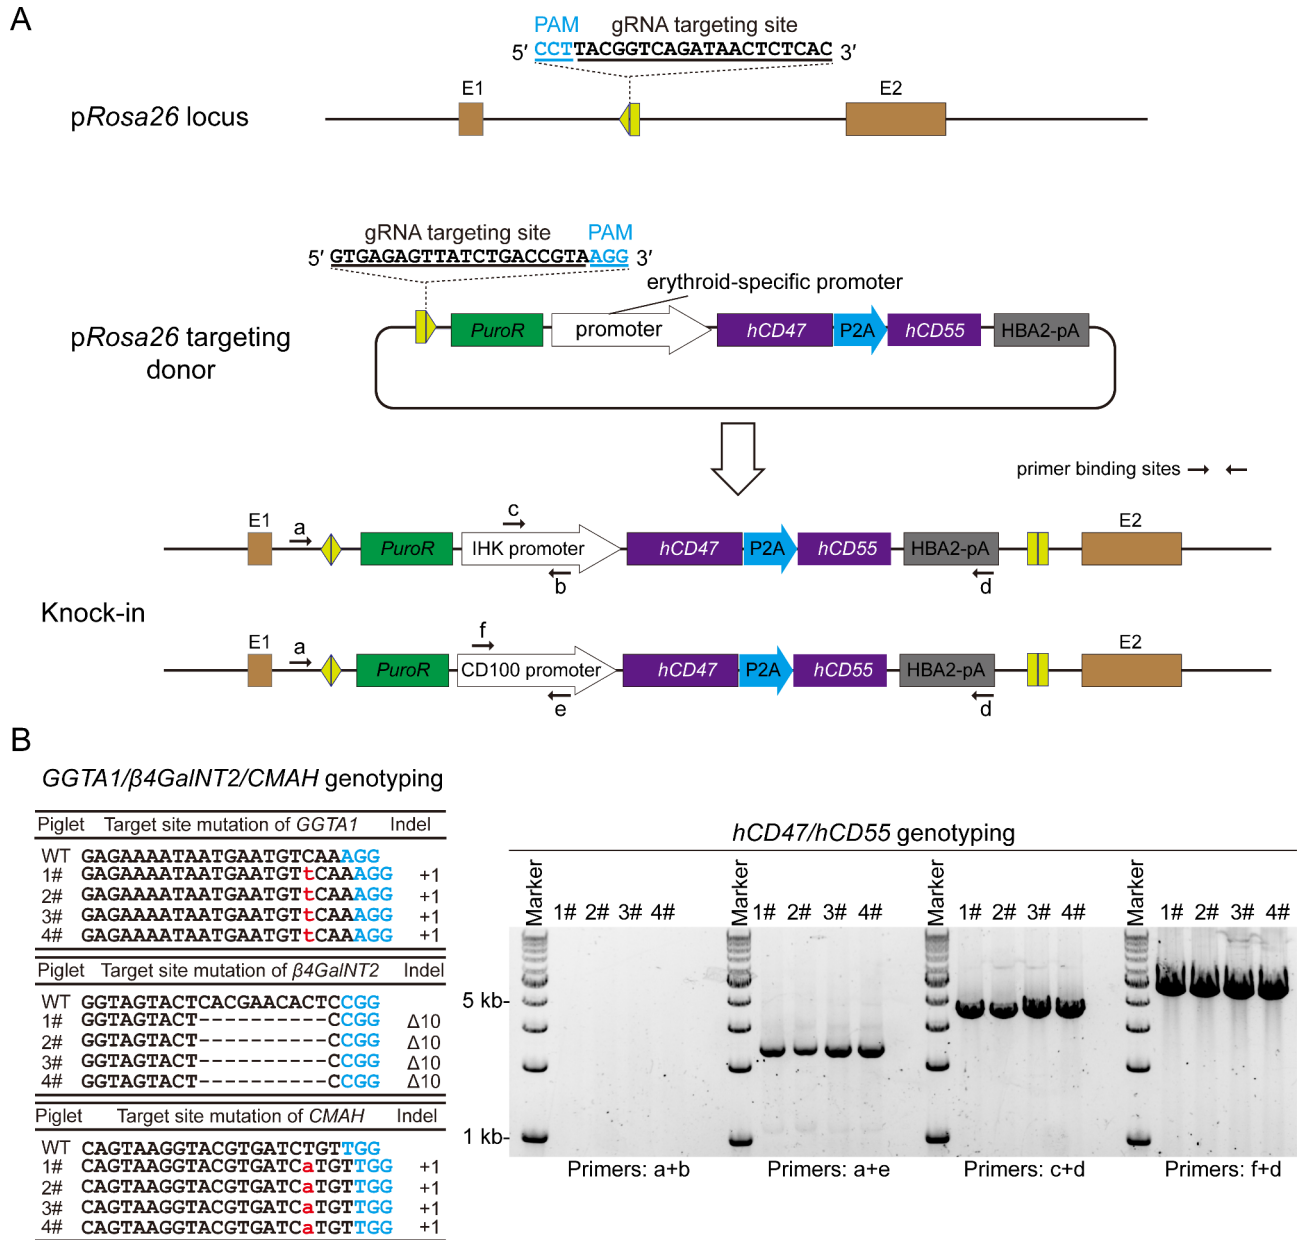 A
PAM gRNA targeting site
5′ CCTTACGGTCAGATAACTCTCAC 3′
E1
E2
pRosa26 locus
gRNA targeting site PAM
5′ GTGAGAGTTATCTGACCGTAAGG 3′
erythroid-specific promoter
PuroR promoter hCD47 P2A hCD55 HBA2-pA
pRosa26 targeting
donor
primer binding sites
E1 a c E2
PuroR IHK promoter hCD47 P2A hCD55 HBA2-pA
b d
Knock-in
E1 a f E2
PuroR CD100 promoter hCD47 P2A hCD55 HBA2-pA
e d
B
GGTA1/β4GalNT2/CMAH genotyping
Piglet Target site mutation of GGTA1 Indel
WT GAGAAAATAATGAATGTCAAAGG
1# GAGAAAATAATGAATGTtCAAAGG +1
2# GAGAAAATAATGAATGTtCAAAGG +1
3# GAGAAAATAATGAATGTtCAAAGG +1
4# GAGAAAATAATGAATGTtCAAAGG +1
Piglet Target site mutation of β4GalNT2 Indel
WT GGTAGTACTCACGAACACTCCGG
1# GGTAGTACT----------CCGG Δ10
2# GGTAGTACT----------CCGG Δ10
3# GGTAGTACT----------CCGG Δ10
4# GGTAGTACT----------CCGG Δ10
Piglet Target site mutation of CMAH Indel
WT CAGTAAGGTACGTGATCTGTTGG
1# CAGTAAGGTACGTGATCaTGTTGG +1
2# CAGTAAGGTACGTGATCaTGTTGG +1
3# CAGTAAGGTACGTGATCaTGTTGG +1
4# CAGTAAGGTACGTGATCaTGTTGG +1
hCD47/hCD55 genotyping
Marker 1# 2# 3# 4# Marker 1# 2# 3# 4# Marker 1# 2# 3# 4# Marker 1# 2# 3# 4#
5 kb-
1 kb-
Primers: a+b Primers: a+e Primers: c+d Primers: f+d